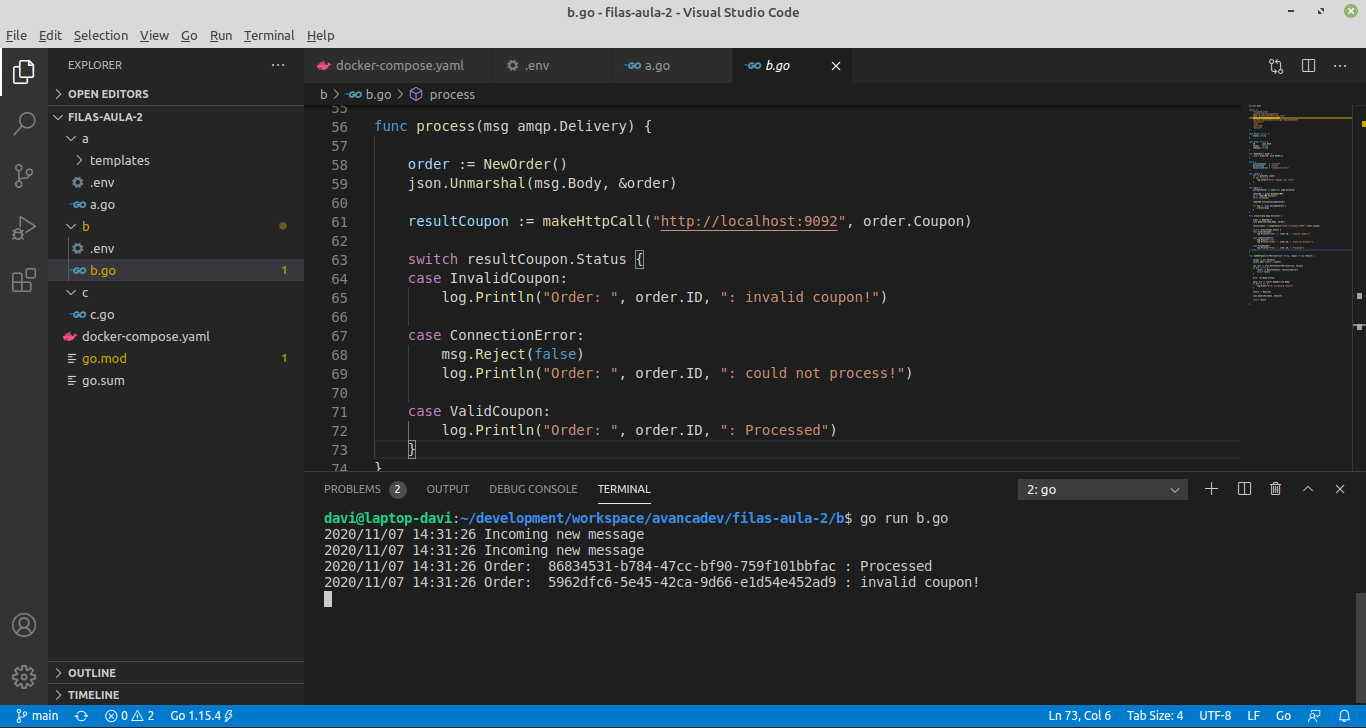 b.go - filas-aula-2 - Visual Studio Code
File Edit Selection View Go Run Terminal Help
EXPLORER
OPEN EDITORS
FILAS-AULA-2
a
templates
.env
a.go
b
.env
b.go 1
c
c.go
docker-compose.yaml
go.mod 1
go.sum
OUTLINE
TIMELINE
docker-compose.yaml .env a.go b.go
b > b.go > process
55
56 func process(msg amqp.Delivery) {
57
58 order := NewOrder()
59 json.Unmarshal(msg.Body, &order)
60
61 resultCoupon := makeHttpCall("http://localhost:9092", order.Coupon)
62
63 switch resultCoupon.Status {
64 case InvalidCoupon:
65 log.Println("Order: ", order.ID, ": invalid coupon!")
66
67 case ConnectionError:
68 msg.Reject(false)
69 log.Println("Order: ", order.ID, ": could not process!")
70
71 case ValidCoupon:
72 log.Println("Order: ", order.ID, ": Processed")
73 }
74 }
PROBLEMS 2 OUTPUT DEBUG CONSOLE TERMINAL 2: go
davi@laptop-davi:~/development/workspace/avancadev/filas-aula-2/b$ go run b.go
2020/11/07 14:31:26 Incoming new message
2020/11/07 14:31:26 Incoming new message
2020/11/07 14:31:26 Order:  86834531-b784-47cc-bf90-759f101bbfac : Processed
2020/11/07 14:31:26 Order:  5962dfc6-5e45-42ca-9d66-e1d54e452ad9 : invalid coupon!
main 0 2 Go 1.15.4 Ln 73, Col 6 Tab Size: 4 UTF-8 LF Go